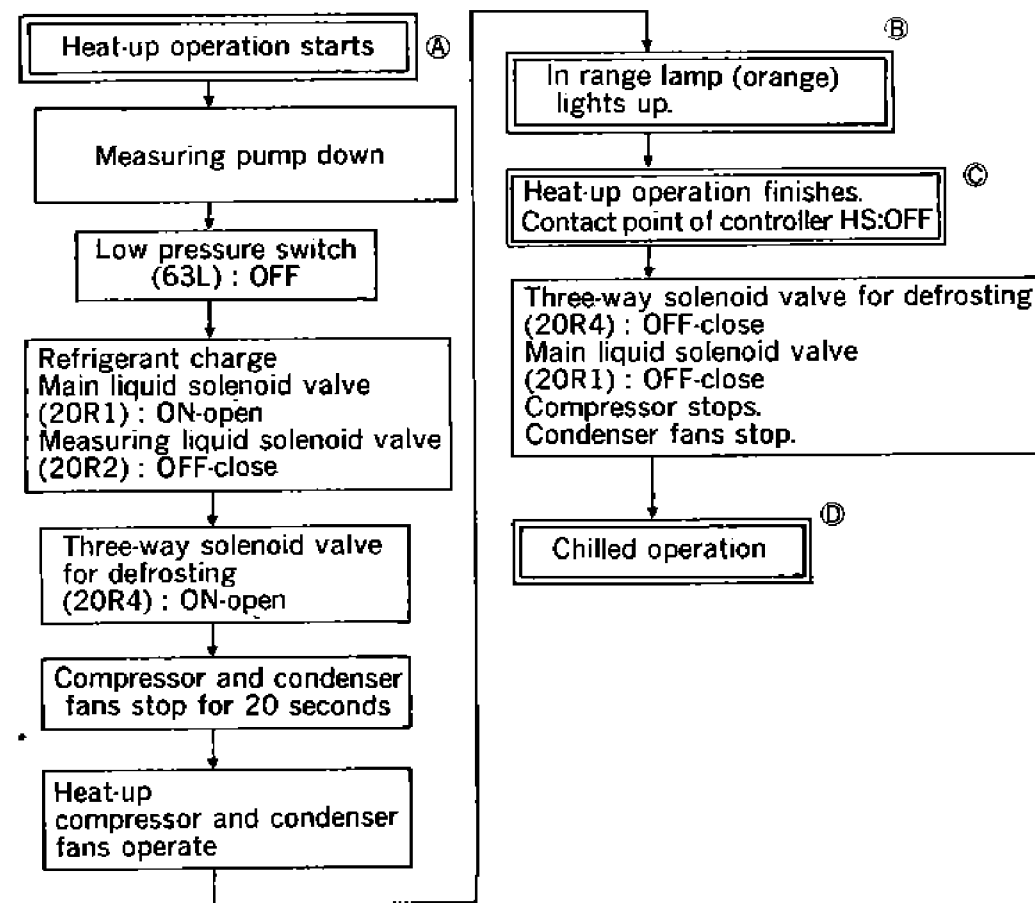 Heat-up operation starts
Ⓐ
Measuring pump down
Low pressure switch
(63L) : OFF
Refrigerant charge
Main liquid solenoid valve
(20R1) : ON-open
Measuring liquid solenoid valve
(20R2) : OFF-close
Three-way solenoid valve
for defrosting
(20R4) : ON-open
Compressor and condenser
fans stop for 20 seconds
Heat-up
compressor and condenser
fans operate
Ⓑ
In range lamp (orange)
lights up.
Ⓒ
Heat-up operation finishes.
Contact point of controller HS:OFF
Three-way solenoid valve for defrosting
(20R4) : OFF-close
Main liquid solenoid valve
(20R1) : OFF-close
Compressor stops.
Condenser fans stop.
Ⓓ
Chilled operation